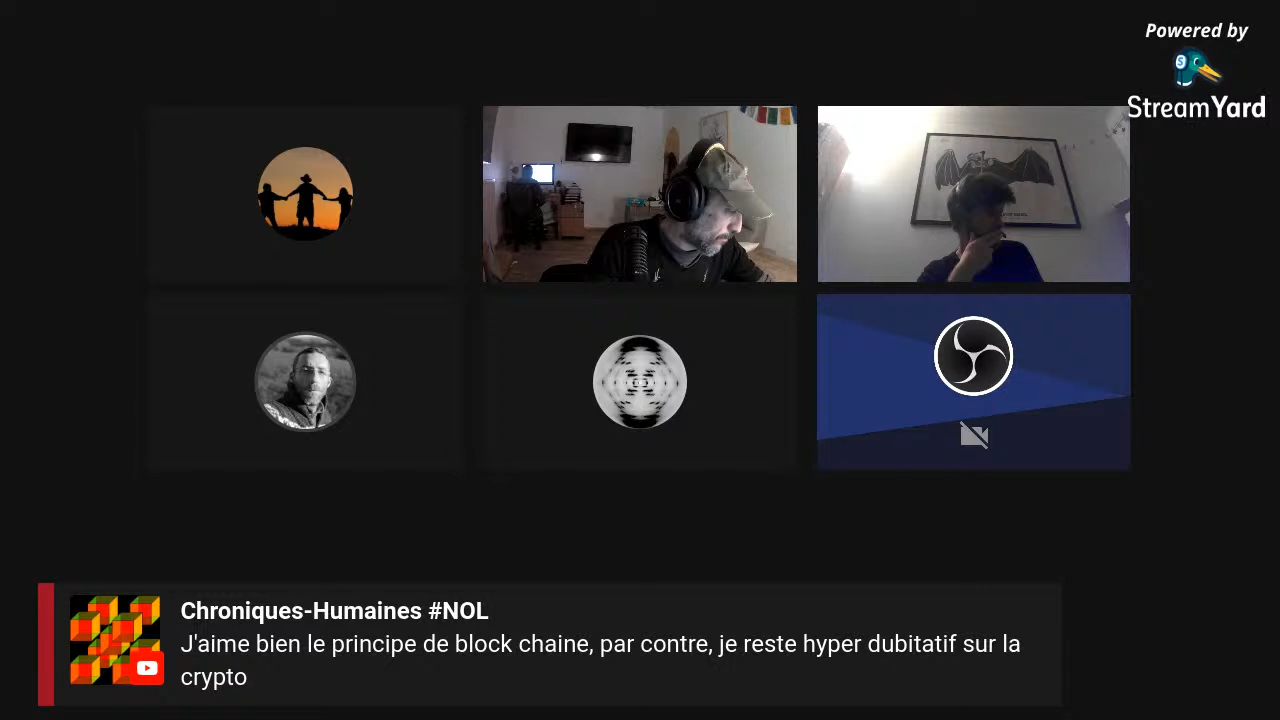 Powered by
StreamYard
Chroniques-Humaines #NOL
J'aime bien le principe de block chaine, par contre, je reste hyper dubitatif sur la
crypto